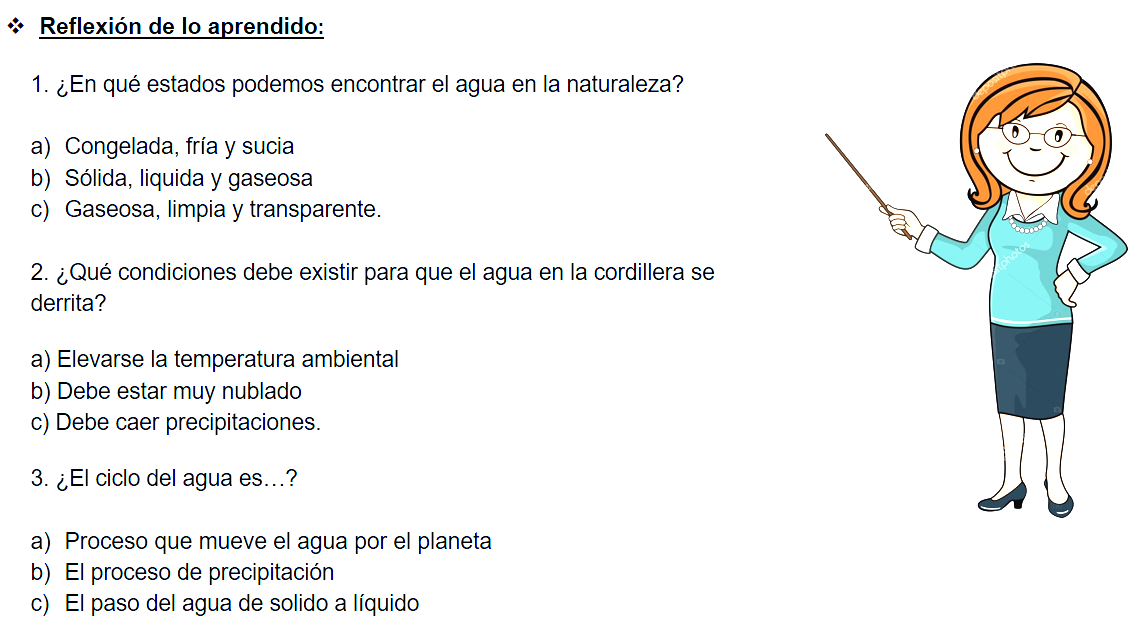 ❖ Reflexión de lo aprendido:
1. ¿En qué estados podemos encontrar el agua en la naturaleza?
a) Congelada, fría y sucia
b) Sólida, liquida y gaseosa
c) Gaseosa, limpia y transparente.
2. ¿Qué condiciones debe existir para que el agua en la cordillera se
derrita?
a) Elevarse la temperatura ambiental
b) Debe estar muy nublado
c) Debe caer precipitaciones.
3. ¿El ciclo del agua es…?
a) Proceso que mueve el agua por el planeta
b) El proceso de precipitación
c) El paso del agua de solido a líquido